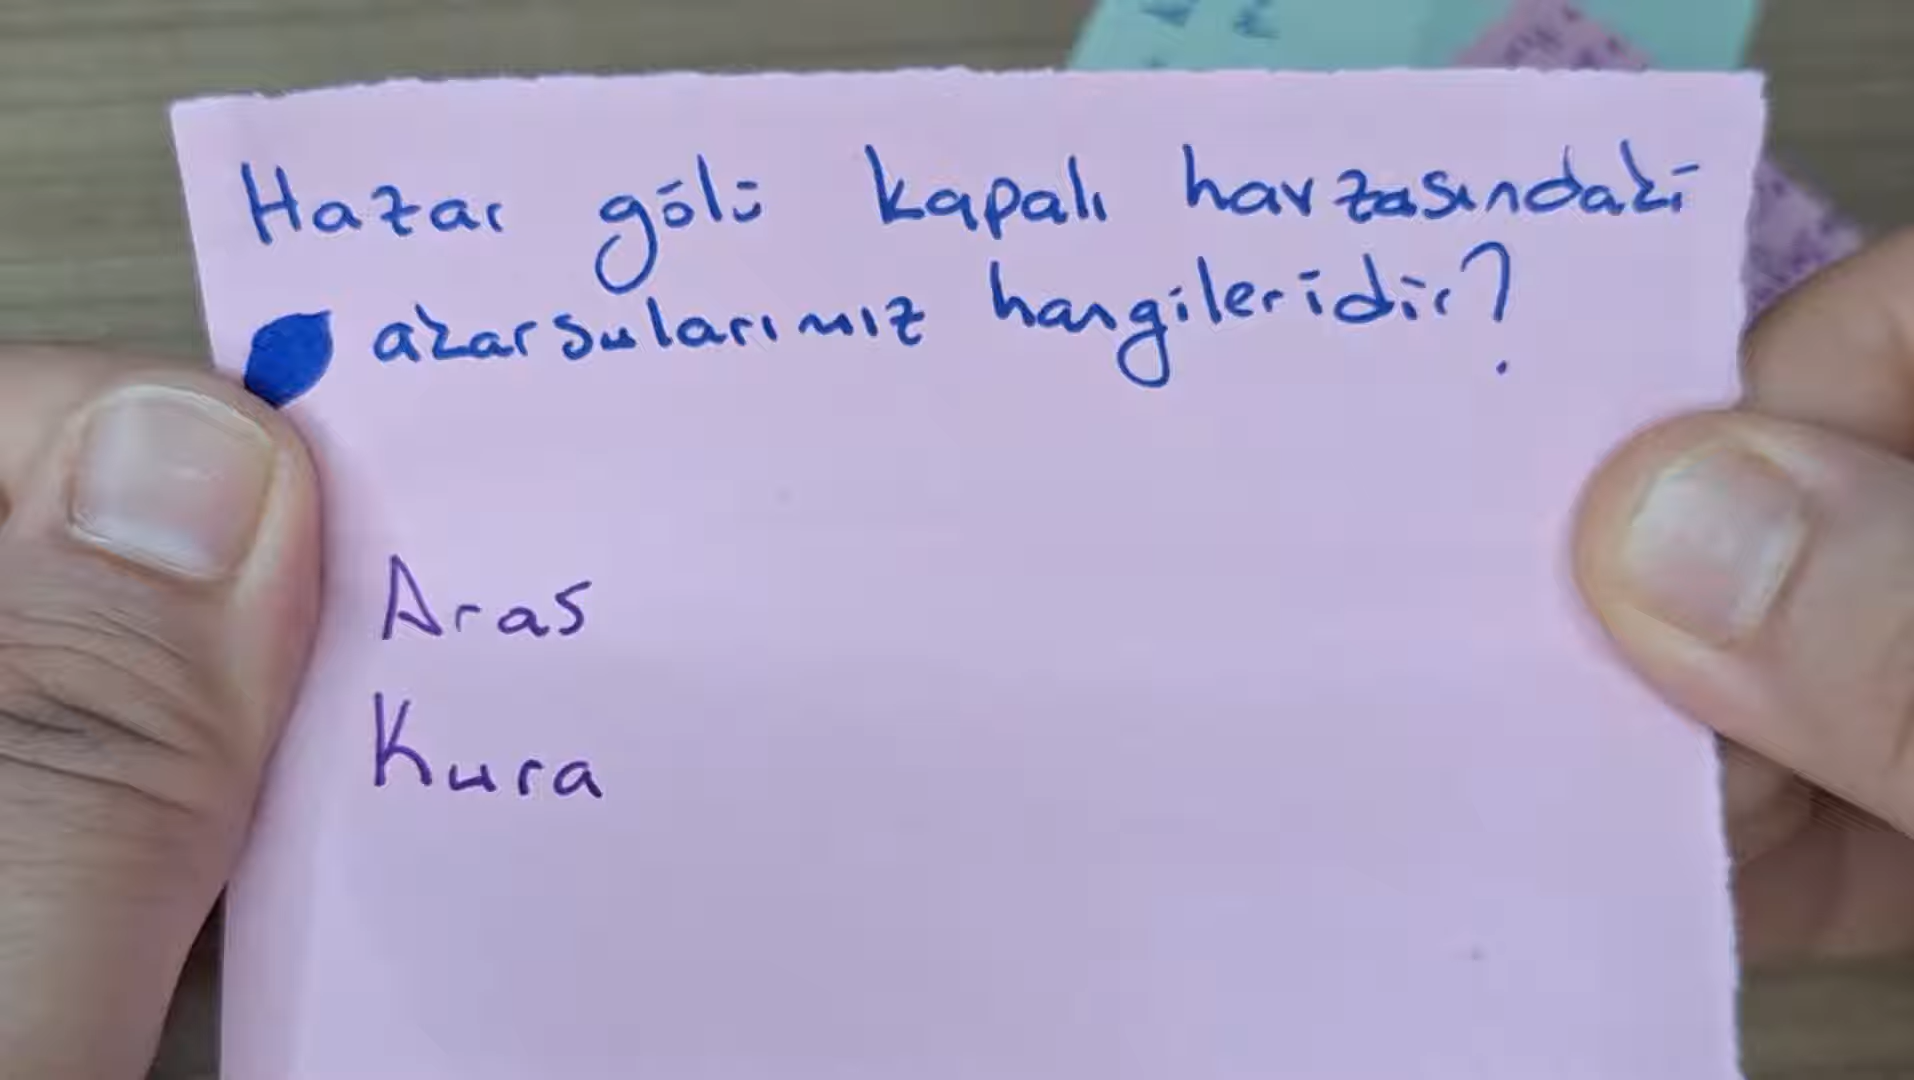 Hazar gölü kapalı havzasındaki
akarsularımız hangileridir?
Aras
Kura